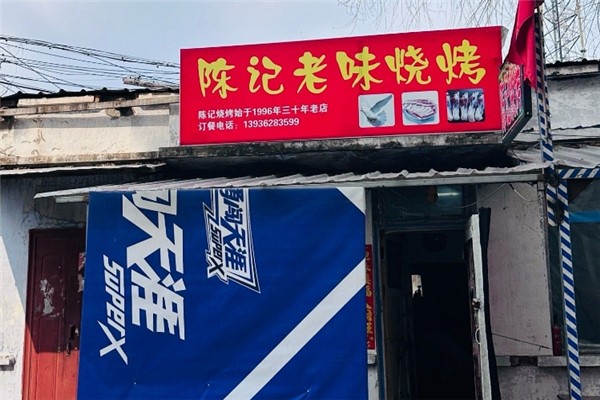 陈记老味烧烤
陈记烧烤始于1996年三十年老店
订餐电话：13936283599
闯天涯
SUPERX
勇闯天涯
SUPERX